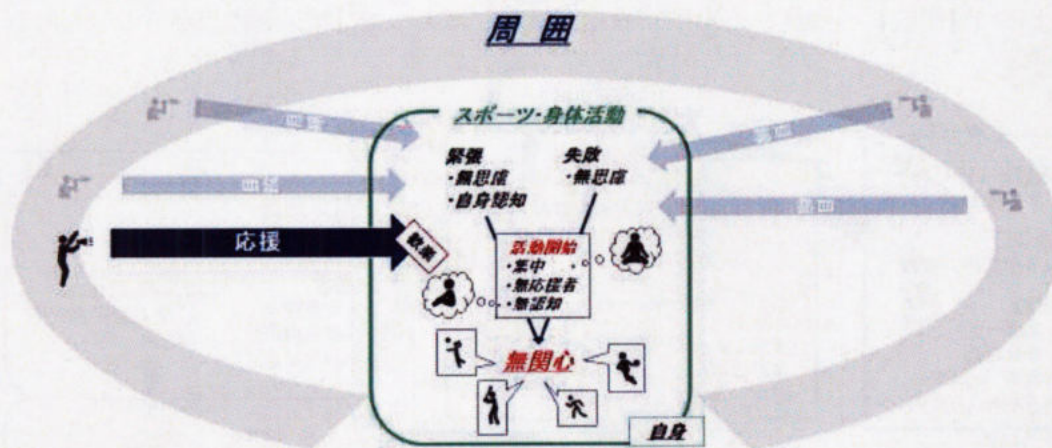 周囲
スポーツ・身体活動
緊張
・無思慮
・自身認知
失敗
・無思慮
応援
活動開始
・集中
・無応援者
・無認知
無関心
自身